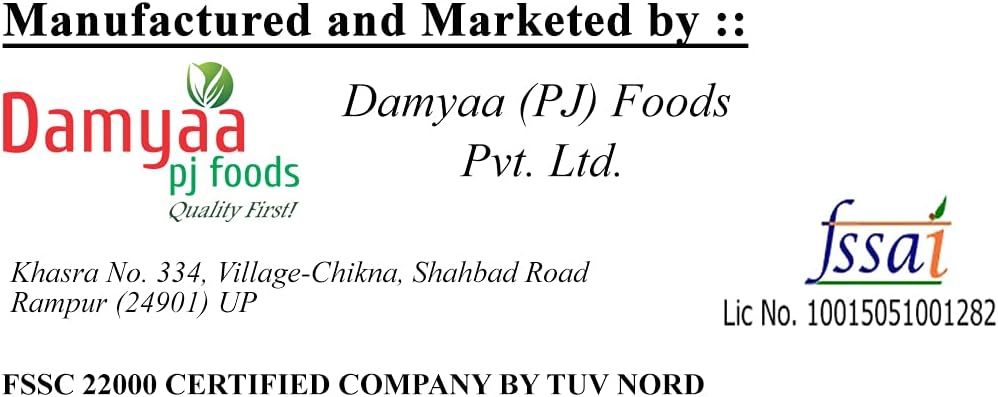 Manufactured and Marketed by ::
Damyaa
pj foods
Quality First!
Damyaa (PJ) Foods
Pvt. Ltd.
fssai
Lic No. 10015051001282
Khasra No. 334, Village-Chikna, Shahbad Road
Rampur (24901) UP
FSSC 22000 CERTIFIED COMPANY BY TUV NORD